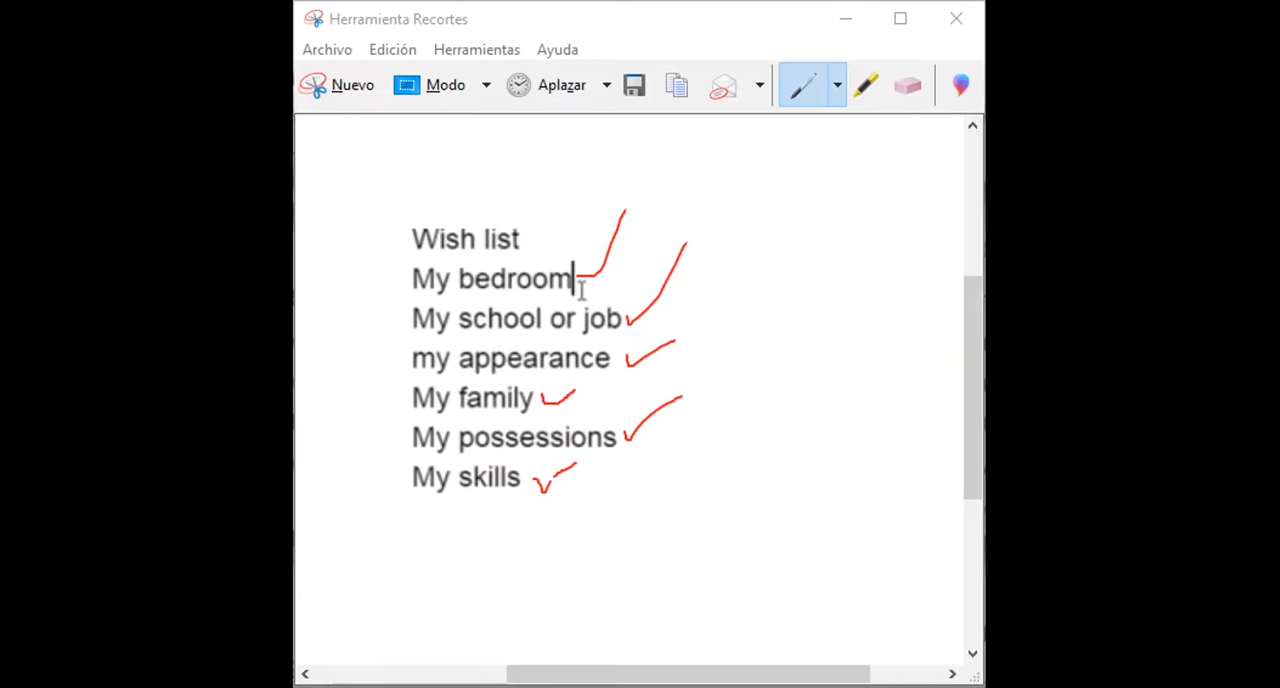 Herramienta Recortes
Archivo Edición Herramientas Ayuda
Nuevo Modo Aplazar
Wish list
My bedroom
My school or job
my appearance
My family
My possessions
My skills